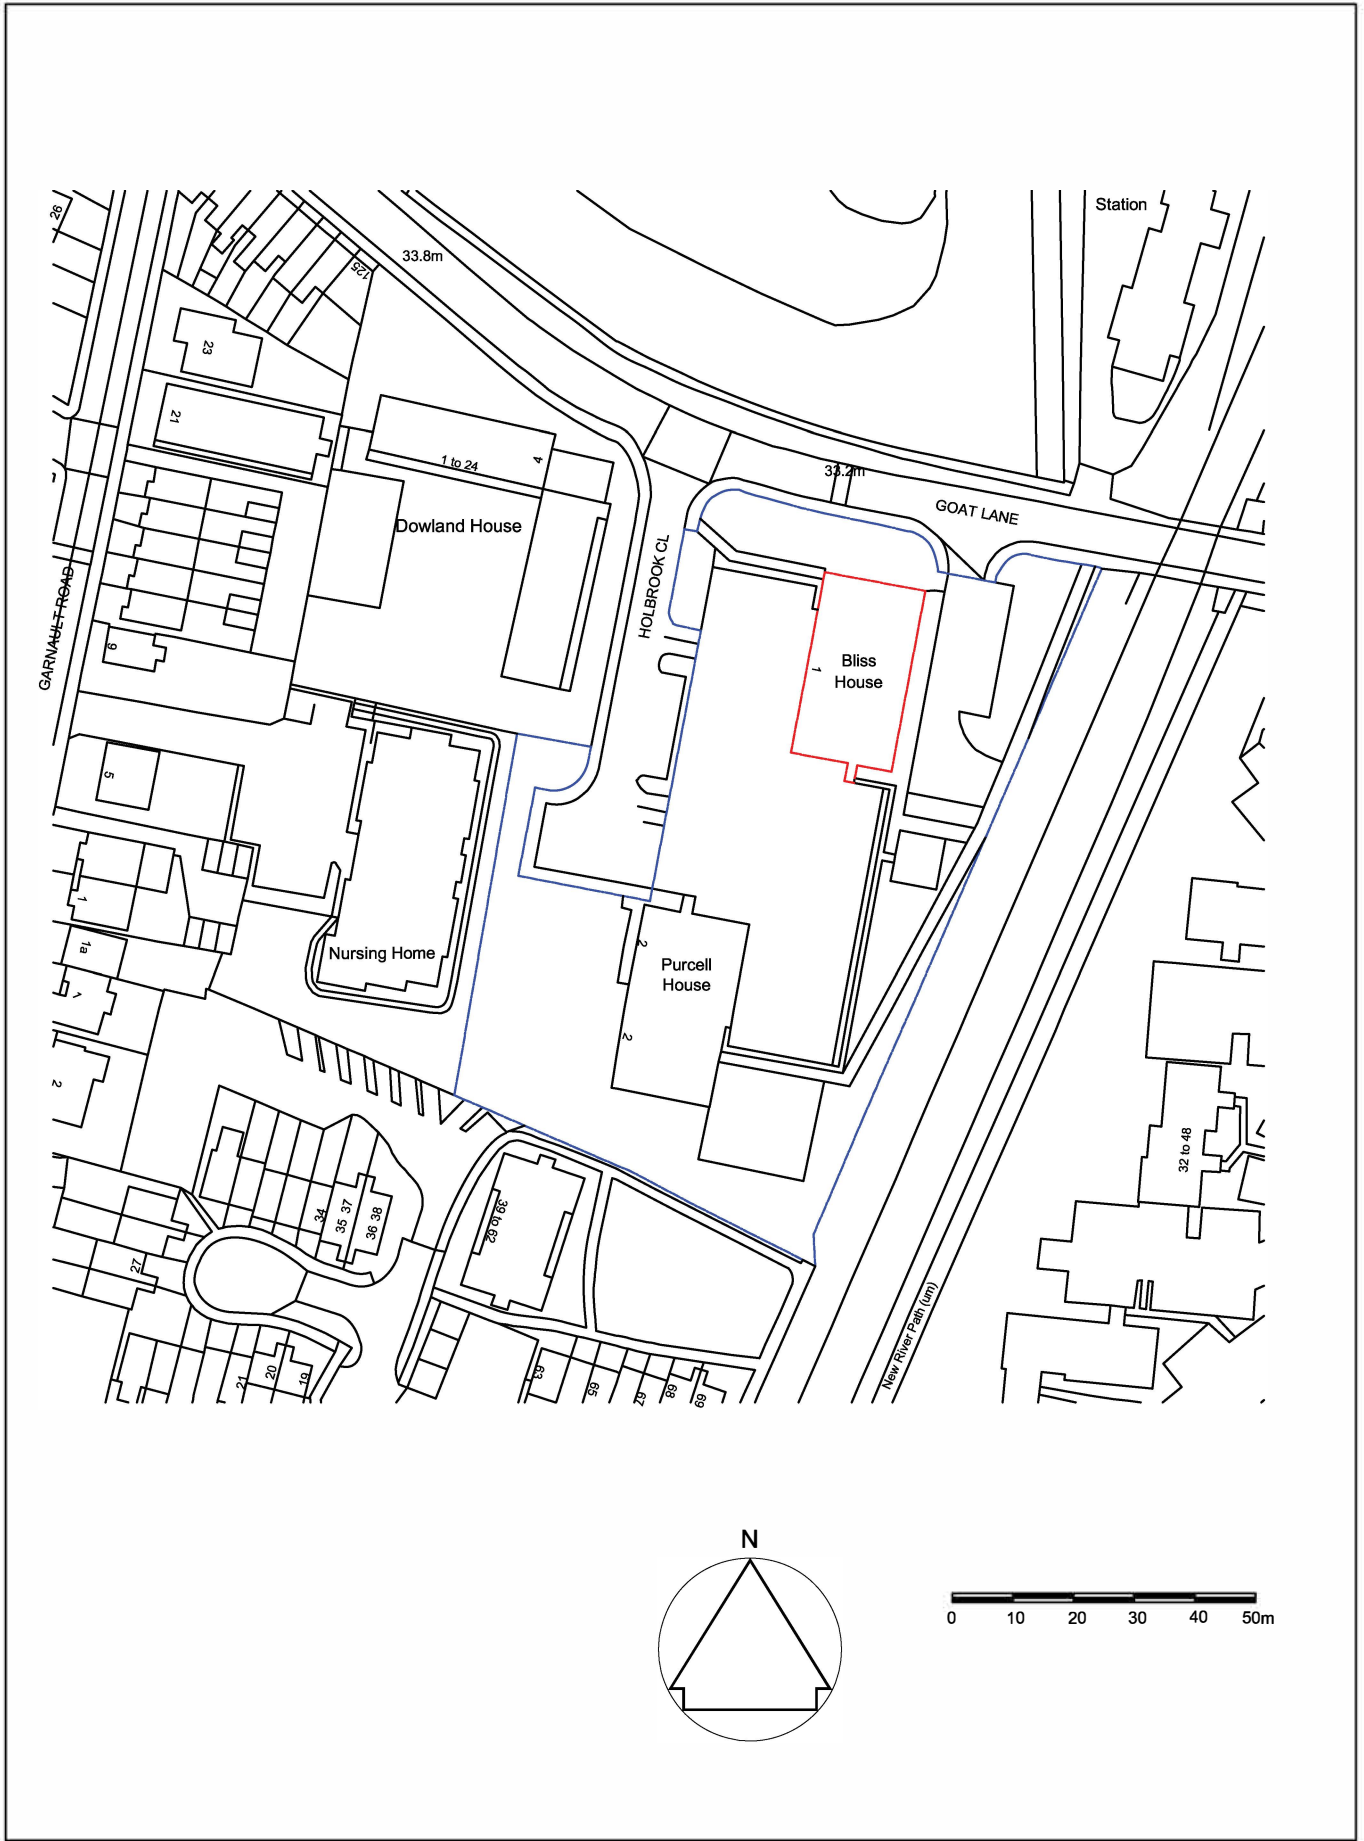 Station
26
33.8m
125
23
21
1 to 24
4
33.2m
GOAT LANE
Dowland House
HOLBROOK CL
GARNAULT ROAD
9
1
Bliss
House
5
1
1a
Nursing Home
2
Purcell
House
2
2
32 to 48
34
35 37
36 38
39 to 62
27
New River Path (um)
21
20
19
63
65
67
68
69
N
0 10 20 30 40 50m